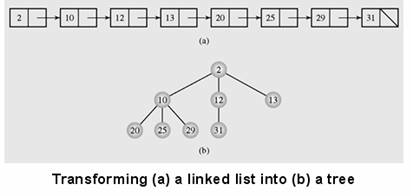 2 10 12 13 20 25 29 31
(a)
2
10 12 13
20 25 29 31
(b)
Transforming (a) a linked list into (b) a tree